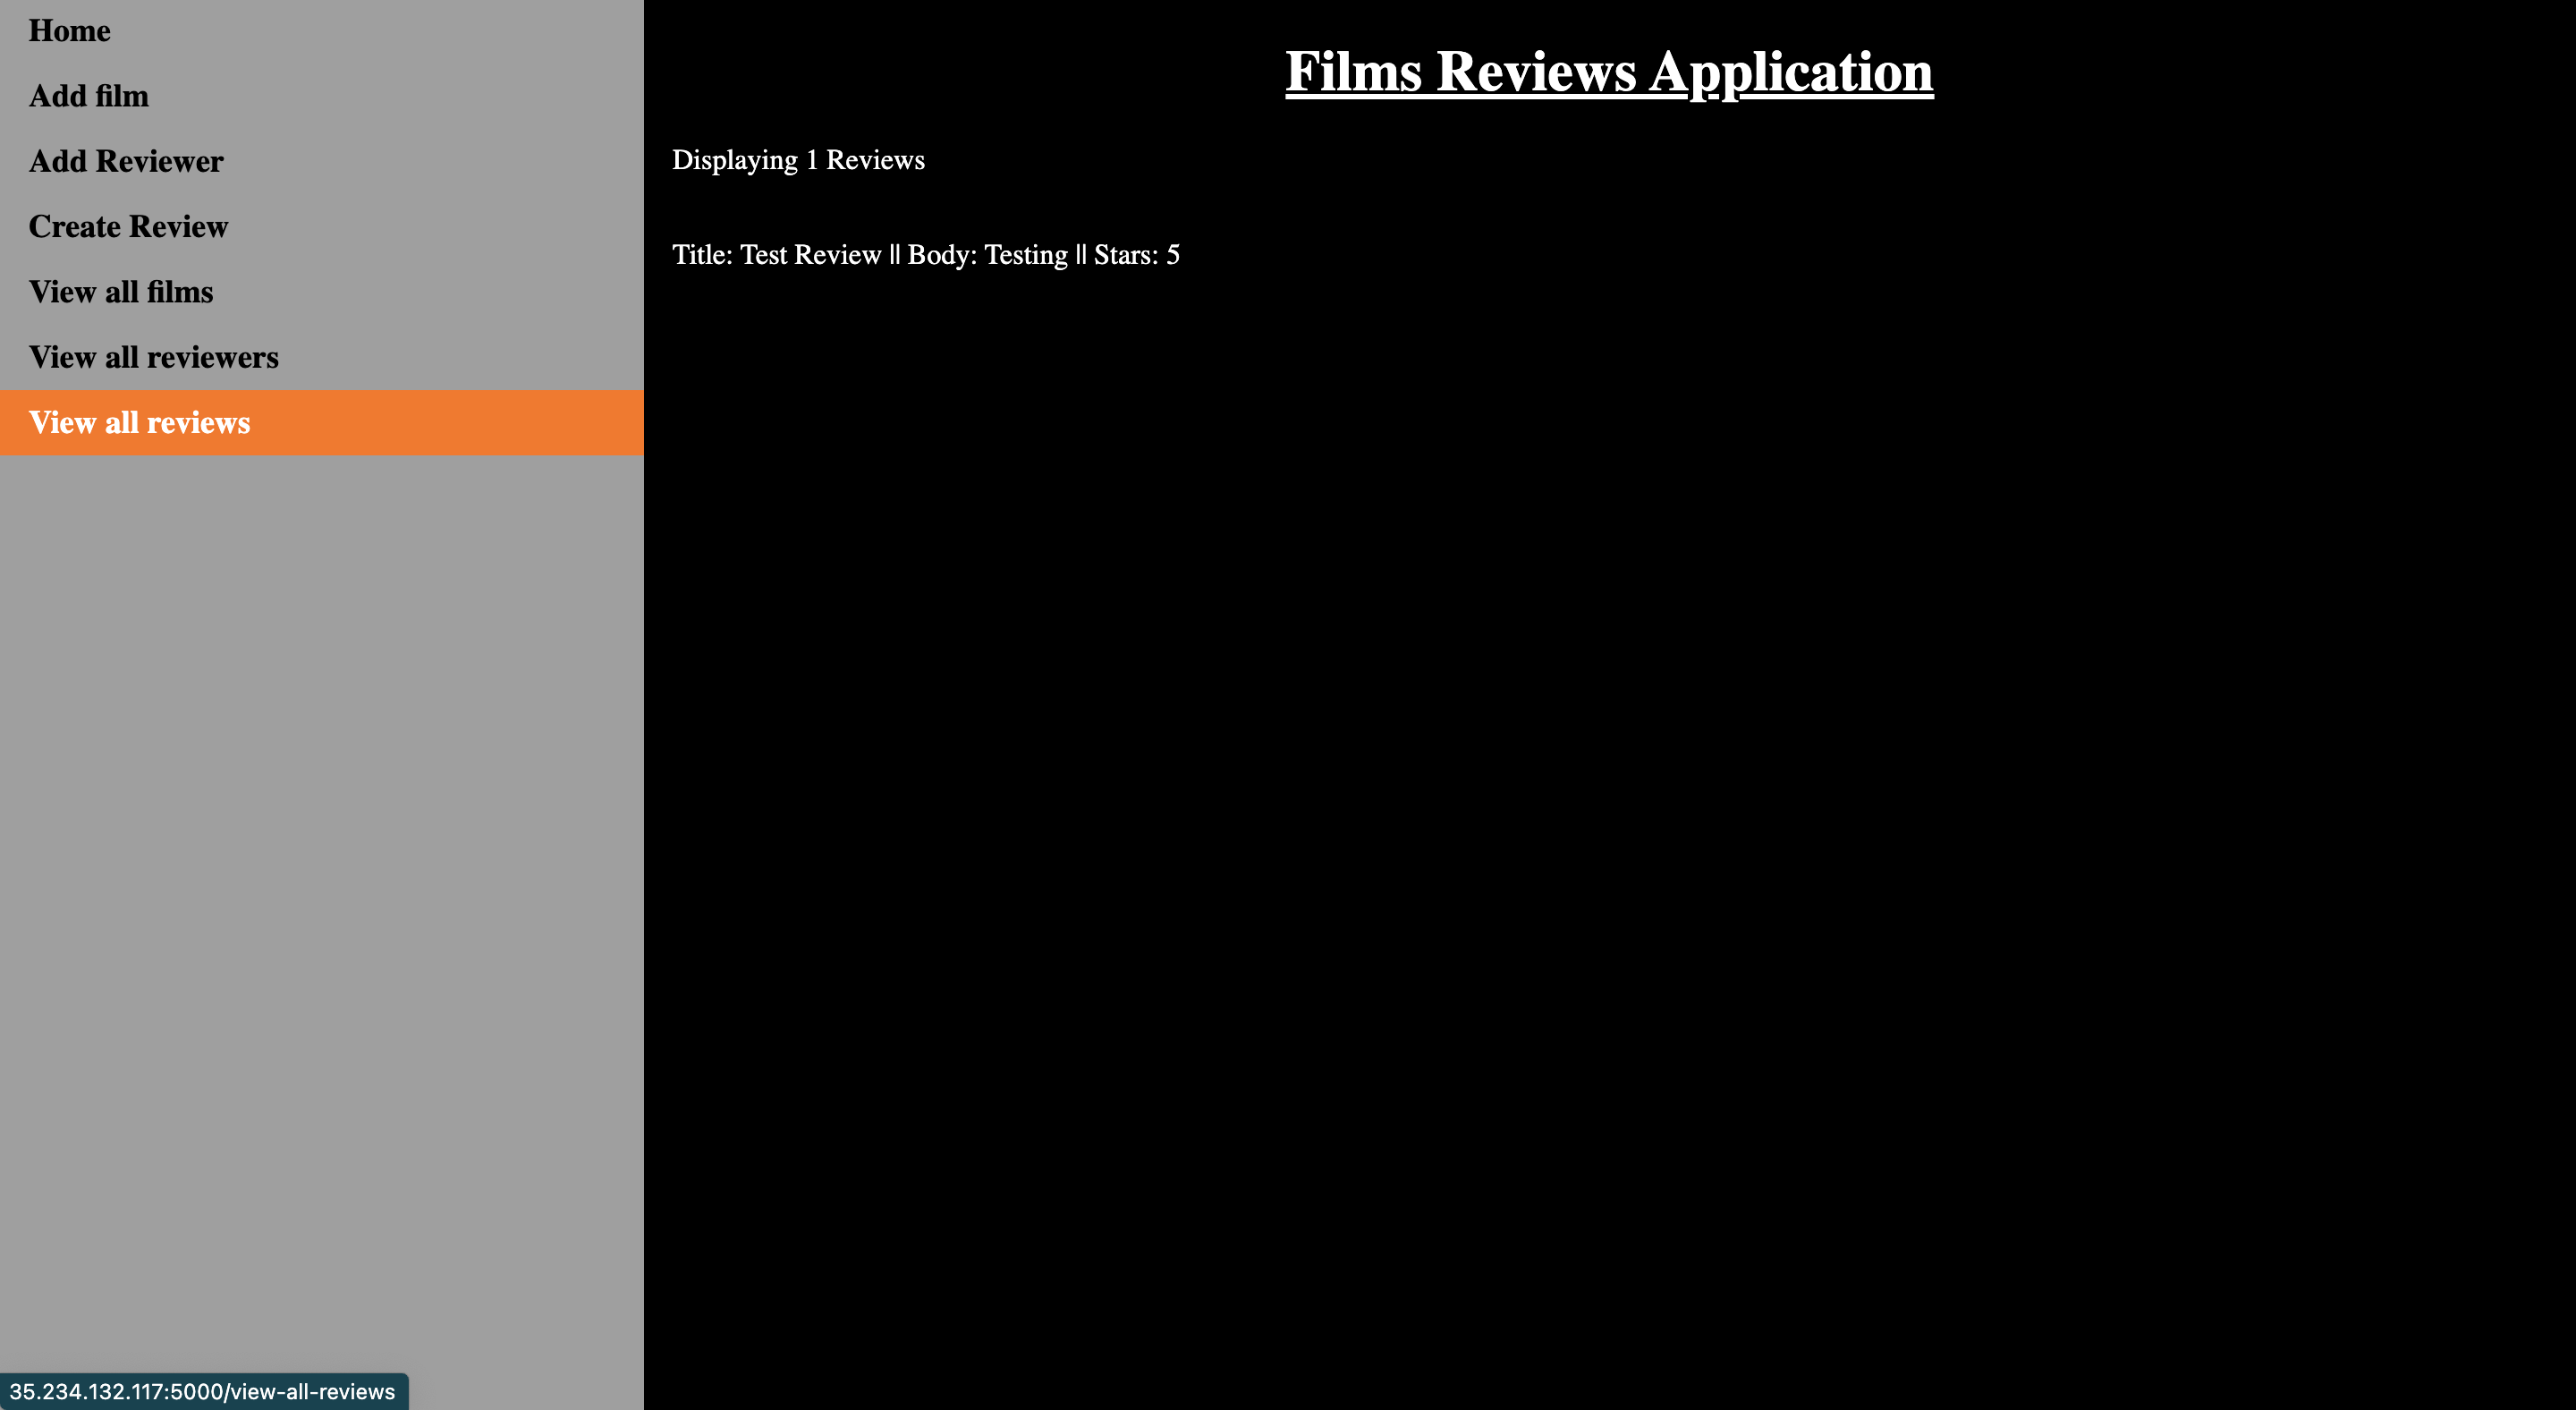 Home
Add film
Add Reviewer
Create Review
View all films
View all reviewers
View all reviews
Films Reviews Application
Displaying 1 Reviews
Title: Test Review || Body: Testing || Stars: 5
35.234.132.117:5000/view-all-reviews